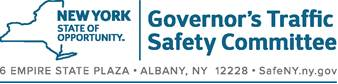 NEW YORK
STATE OF
OPPORTUNITY.
Governor's Traffic
Safety Committee
6 EMPIRE STATE PLAZA • ALBANY, NY 12228 • SafeNY.ny.gov